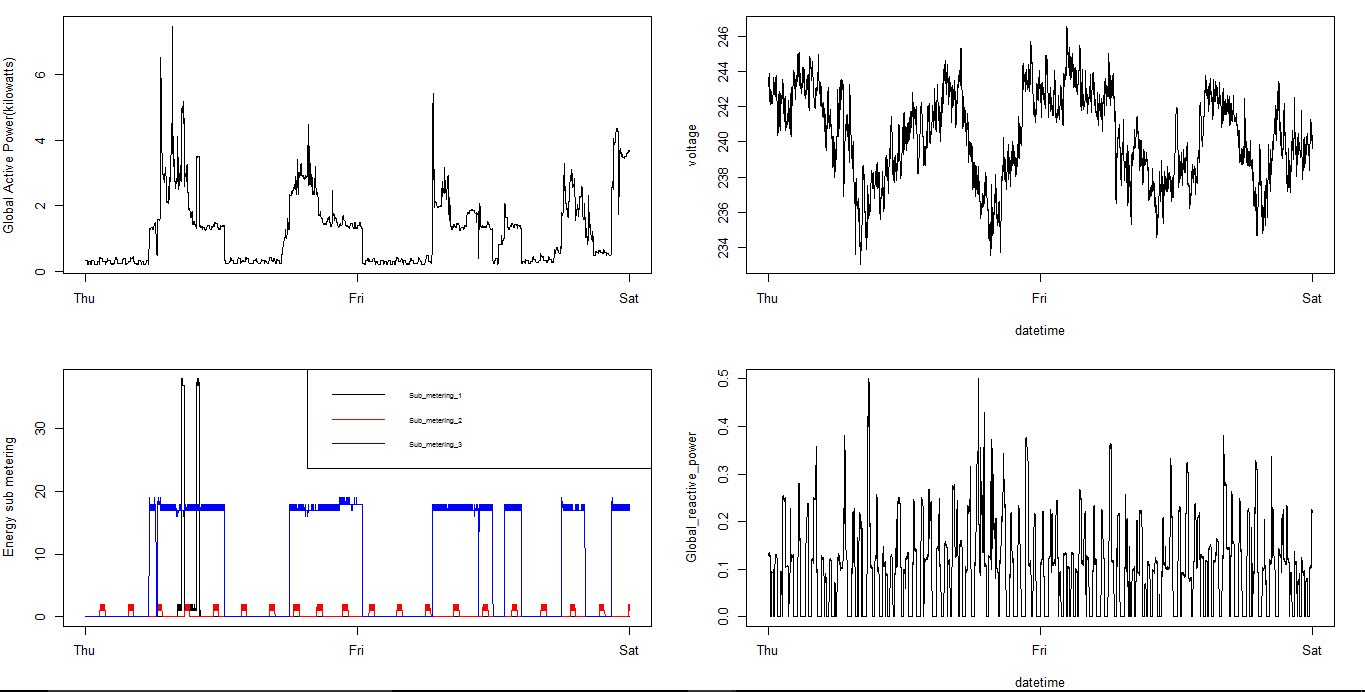 Global Active Power(kilowatts)
0
2
4
6
Thu
Fri
Sat
voltage
234
236
238
240
242
244
246
Thu
Fri
Sat
datetime
Energy sub metering
0
10
20
30
Sub_metering_1
Sub_metering_2
Sub_metering_3
Thu
Fri
Sat
Global_reactive_power
0.0
0.1
0.2
0.3
0.4
0.5
Thu
Fri
Sat
datetime